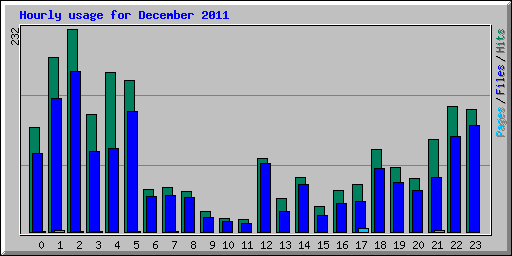 Hourly usage for December 2011
232
Pages/Files/Hits
0 1 2 3 4 5 6 7 8 9 10 11 12 13 14 15 16 17 18 19 20 21 22 23